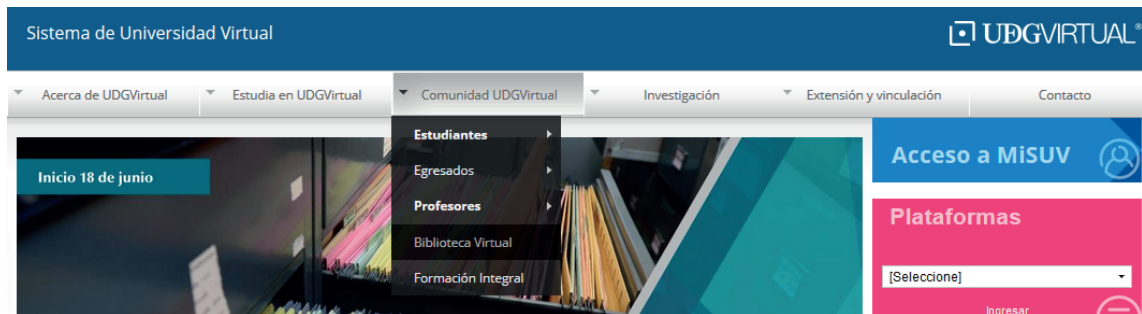 Sistema de Universidad Virtual
UDGVIRTUAL®
Acerca de UDGVirtual
Estudia en UDGVirtual
Comunidad UDGVirtual
Investigación
Extensión y vinculación
Contacto
Estudiantes
Egresados
Profesores
Biblioteca Virtual
Formación Integral
Inicio 18 de junio
Acceso a MiSUV
Plataformas
[Seleccione]
Ingresar